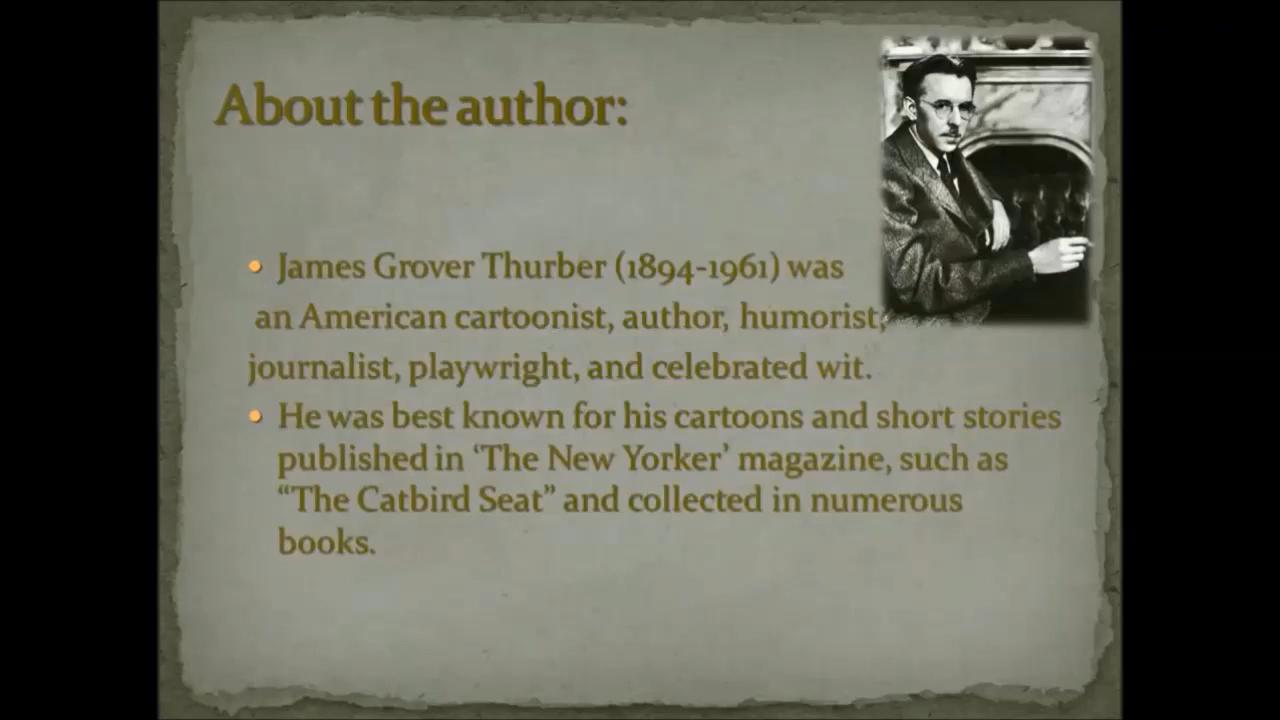 About the author:
James Grover Thurber (1894-1961) was
an American cartoonist, author, humorist,
journalist, playwright, and celebrated wit.
He was best known for his cartoons and short stories
published in ‘The New Yorker’ magazine, such as
“The Catbird Seat” and collected in numerous
books.